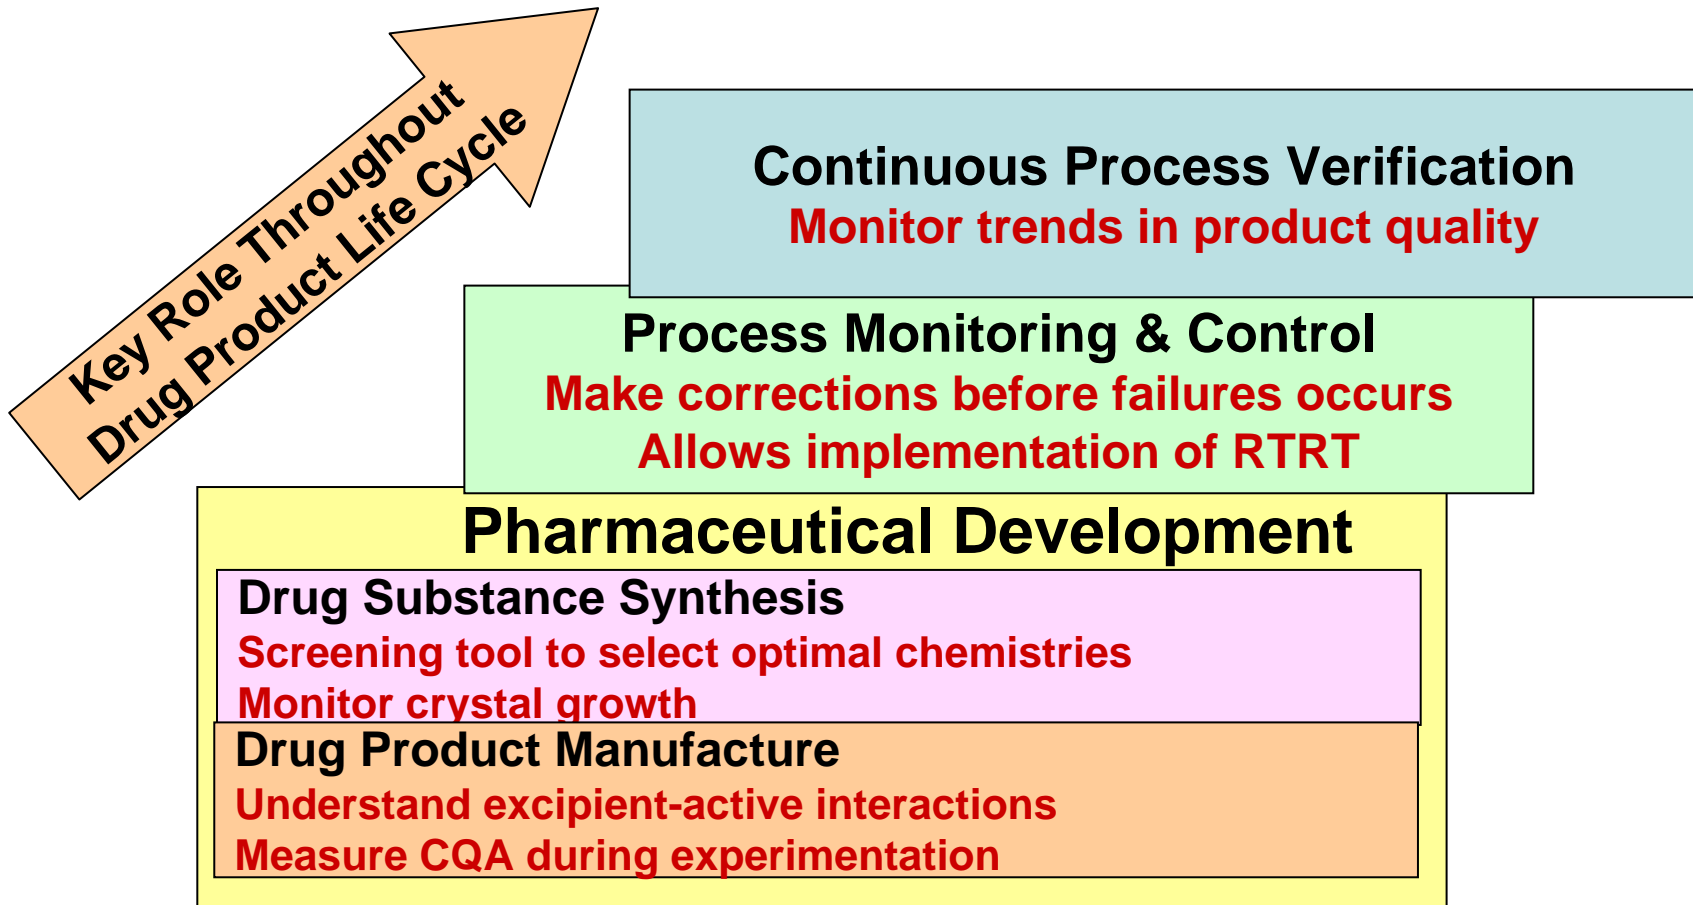 Key Role Throughout
Drug Product Life Cycle
Continuous Process Verification
Monitor trends in product quality
Process Monitoring & Control
Make corrections before failures occurs
Allows implementation of RTRT
Pharmaceutical Development
Drug Substance Synthesis
Screening tool to select optimal chemistries
Monitor crystal growth
Drug Product Manufacture
Understand excipient-active interactions
Measure CQA during experimentation